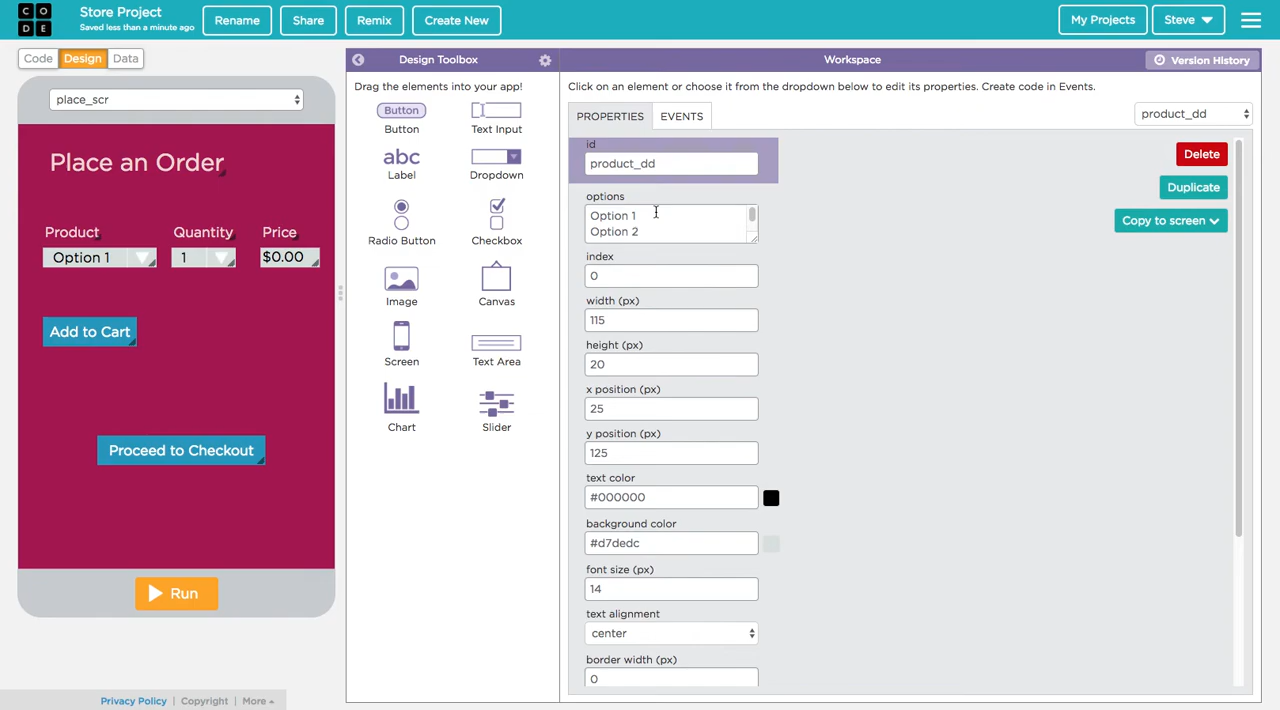 C O
D E
Store Project
Saved less than a minute ago
Rename
Share
Remix
Create New
My Projects
Steve
Code
Design
Data
Design Toolbox
Workspace
Version History
place_scr
Place an Order
Product
Quantity
Price
Option 1
1
$0.00
Add to Cart
Proceed to Checkout
Run
Drag the elements into your app!
Button
Button
Text Input
abc
Label
Dropdown
Radio Button
Checkbox
Image
Canvas
Screen
Text Area
Chart
Slider
Click on an element or choose it from the dropdown below to edit its properties. Create code in Events.
PROPERTIES
EVENTS
product_dd
id
product_dd
Delete
Duplicate
Copy to screen
options
Option 1
Option 2
index
0
width (px)
115
height (px)
20
x position (px)
25
y position (px)
125
text color
#000000
background color
#d7dedc
font size (px)
14
text alignment
center
border width (px)
0
Privacy Policy | Copyright | More